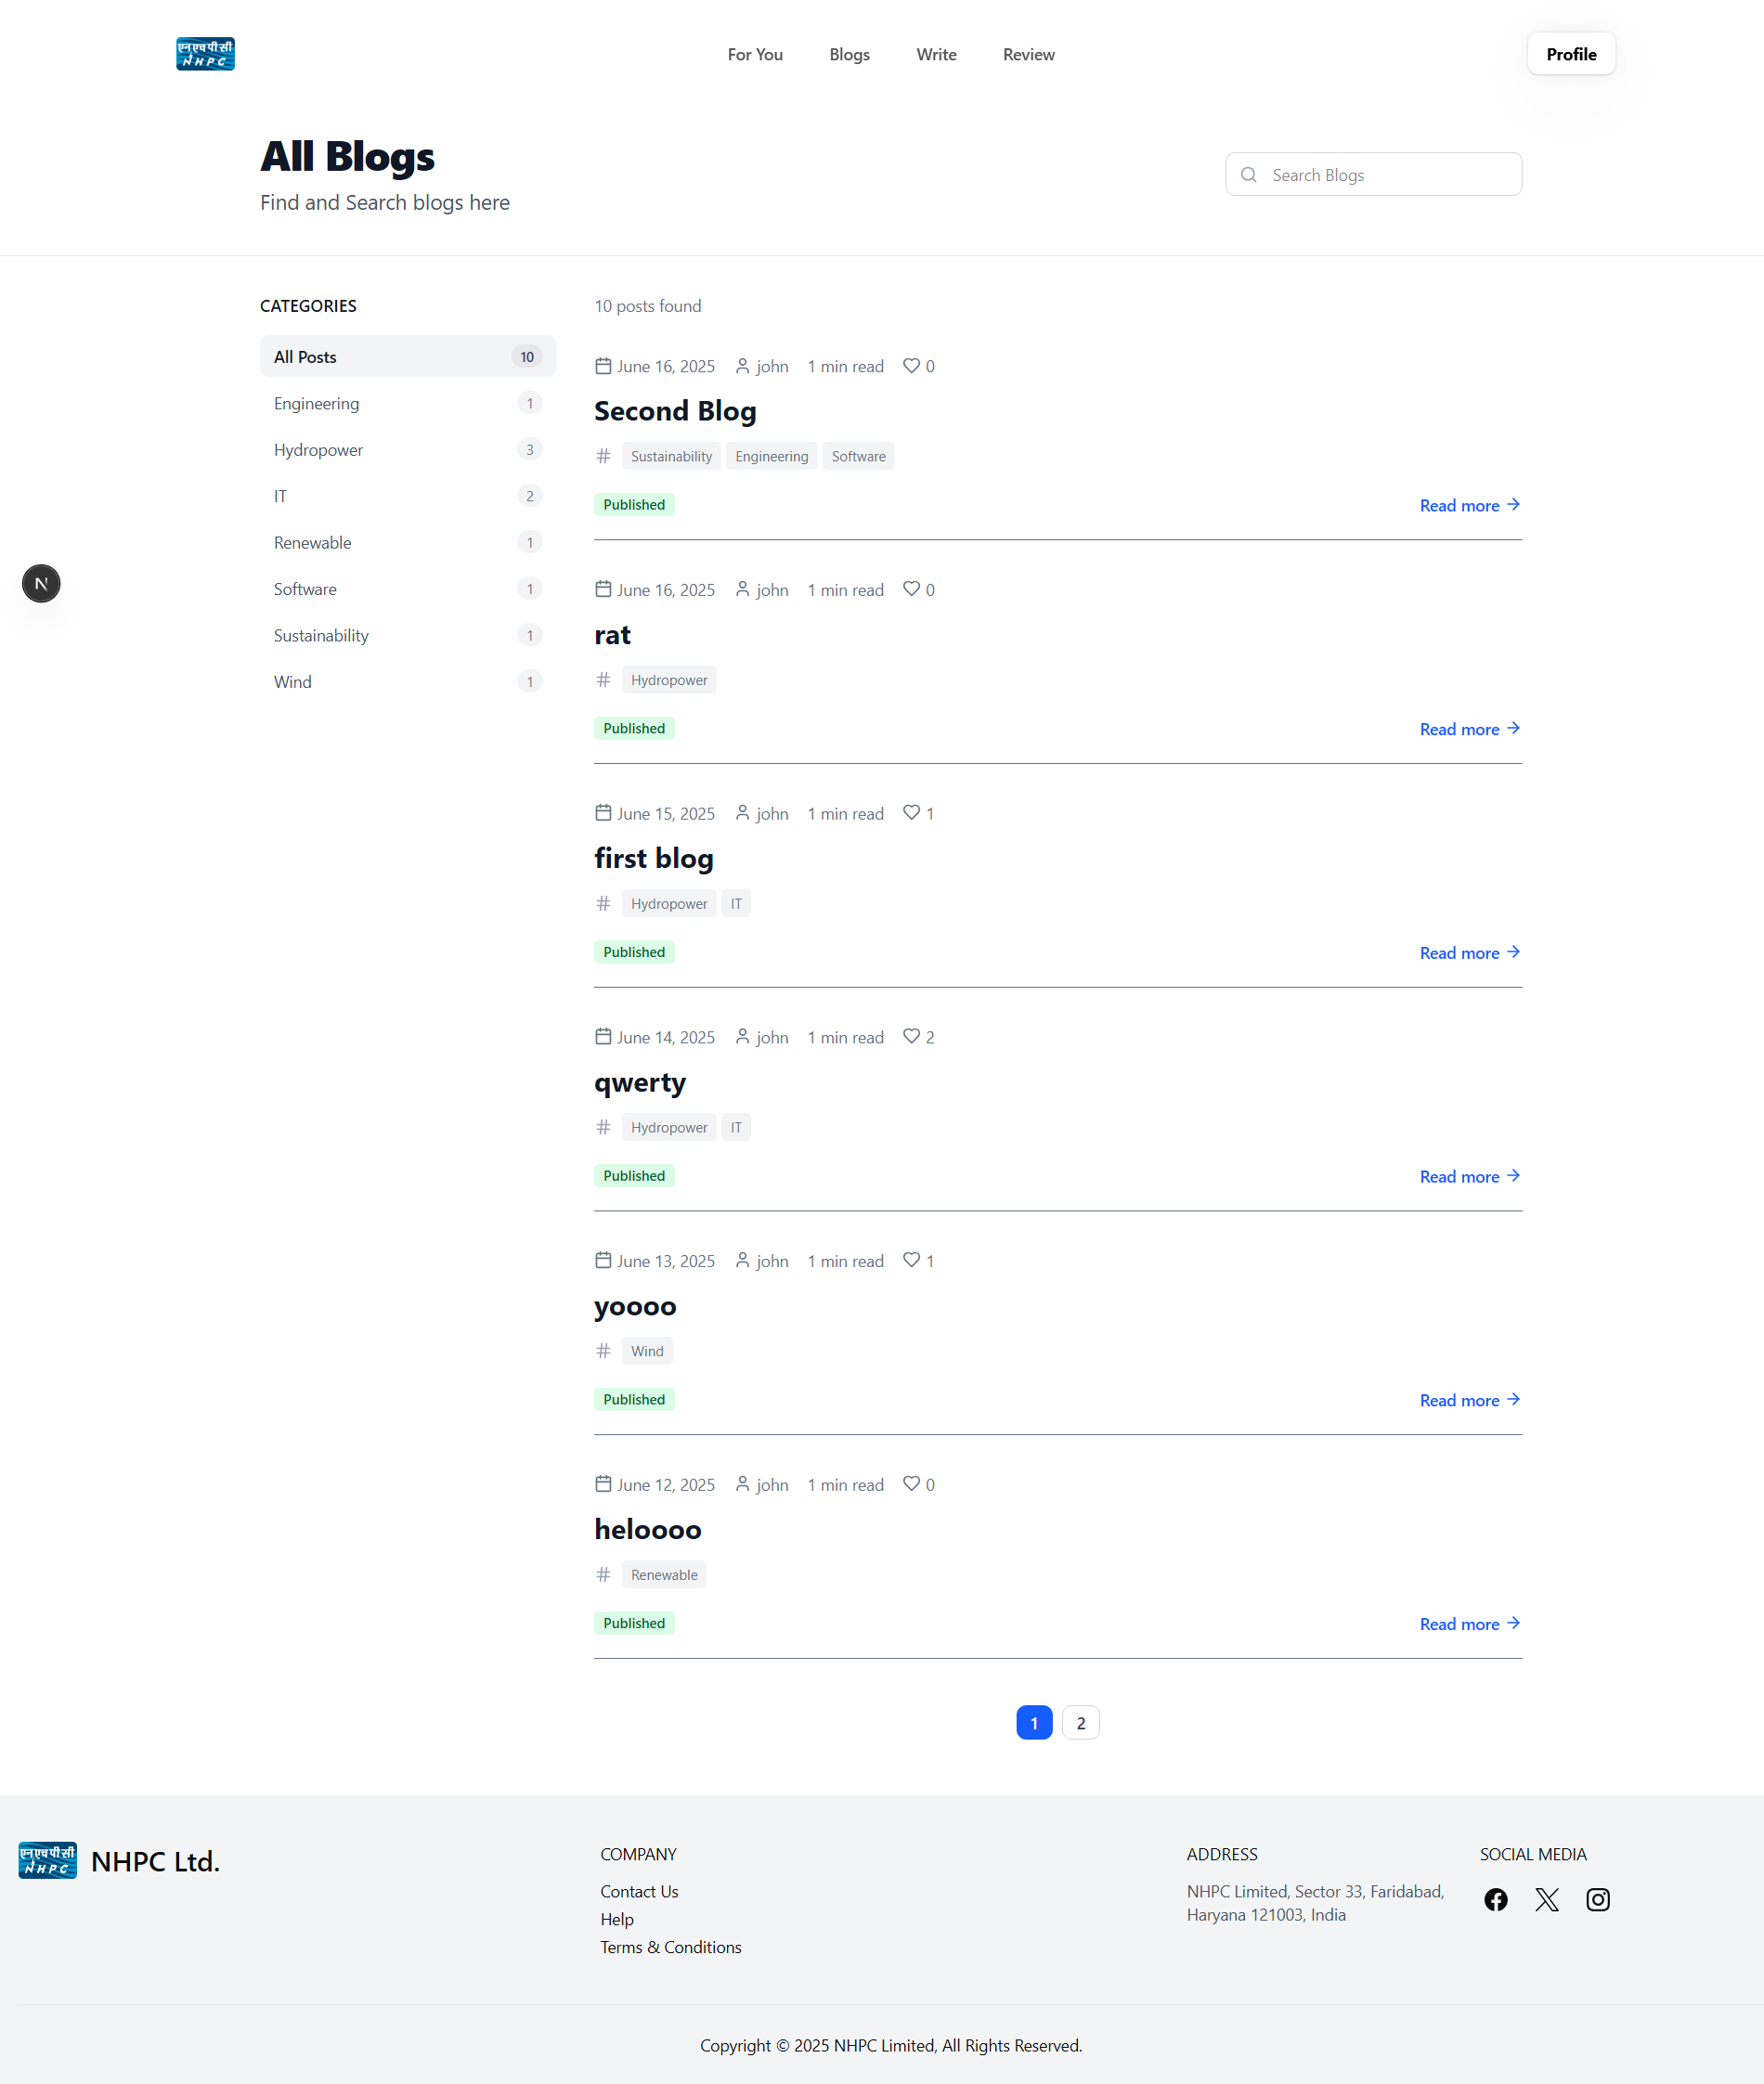 एनएचपीसी
NHPC
For You
Blogs
Write
Review
Profile
All Blogs
Find and Search blogs here
Search Blogs
CATEGORIES
All Posts 10
Engineering 1
Hydropower 3
IT 2
Renewable 1
Software 1
Sustainability 1
Wind 1
N
10 posts found
June 16, 2025 john 1 min read 0
Second Blog
# Sustainability Engineering Software
Published Read more →
June 16, 2025 john 1 min read 0
rat
# Hydropower
Published Read more →
June 15, 2025 john 1 min read 1
first blog
# Hydropower IT
Published Read more →
June 14, 2025 john 1 min read 2
qwerty
# Hydropower IT
Published Read more →
June 13, 2025 john 1 min read 1
yoooo
# Wind
Published Read more →
June 12, 2025 john 1 min read 0
heloooo
# Renewable
Published Read more →
1 2
एनएचपीसी
NHPC
NHPC Ltd.
COMPANY
Contact Us
Help
Terms & Conditions
ADDRESS
NHPC Limited, Sector 33, Faridabad,
Haryana 121003, India
SOCIAL MEDIA
Copyright © 2025 NHPC Limited, All Rights Reserved.